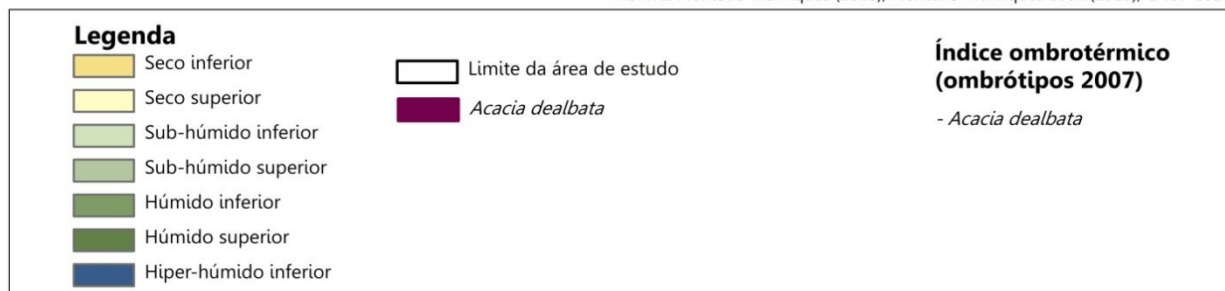 Legenda
Seco inferior
Seco superior
Sub-húmido inferior
Sub-húmido superior
Húmido inferior
Húmido superior
Hiper-húmido inferior
Limite da área de estudo
Acacia dealbata
Índice ombrotérmico
(ombrótipos 2007)
- Acacia dealbata